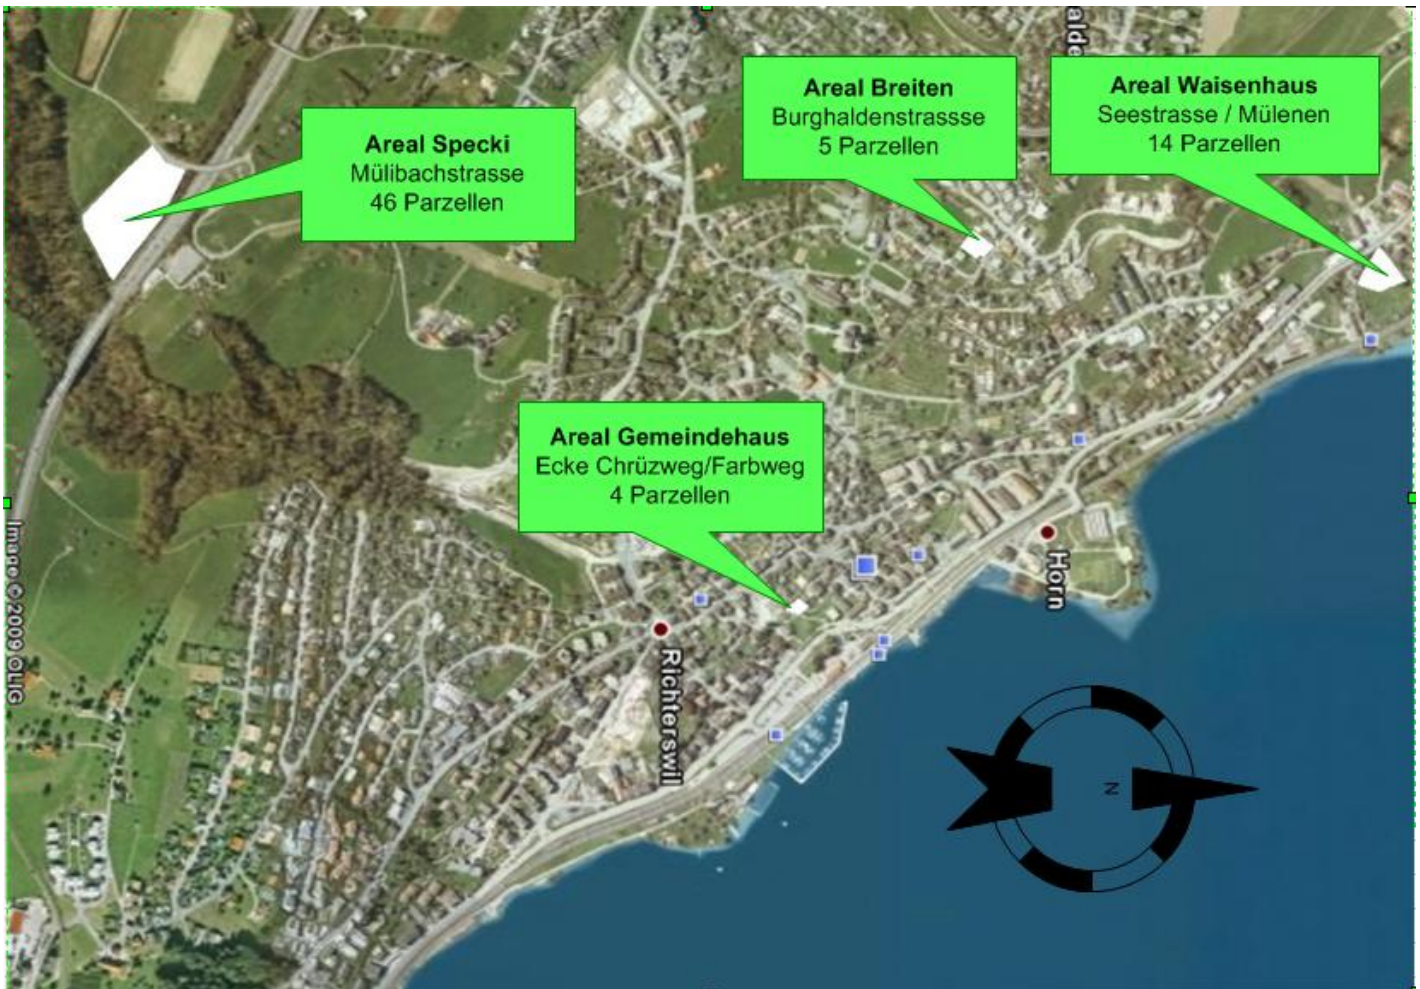 alde
Areal Breiten
Burghaldenstrassse
5 Parzellen
Areal Waisenhaus
Seestrasse / Mülenen
14 Parzellen
Areal Specki
Mülibachstrasse
46 Parzellen
Areal Gemeindehaus
Ecke Chrüzweg/Farbweg
4 Parzellen
Horn
Richterswil
Image © 2009 OLIG
N